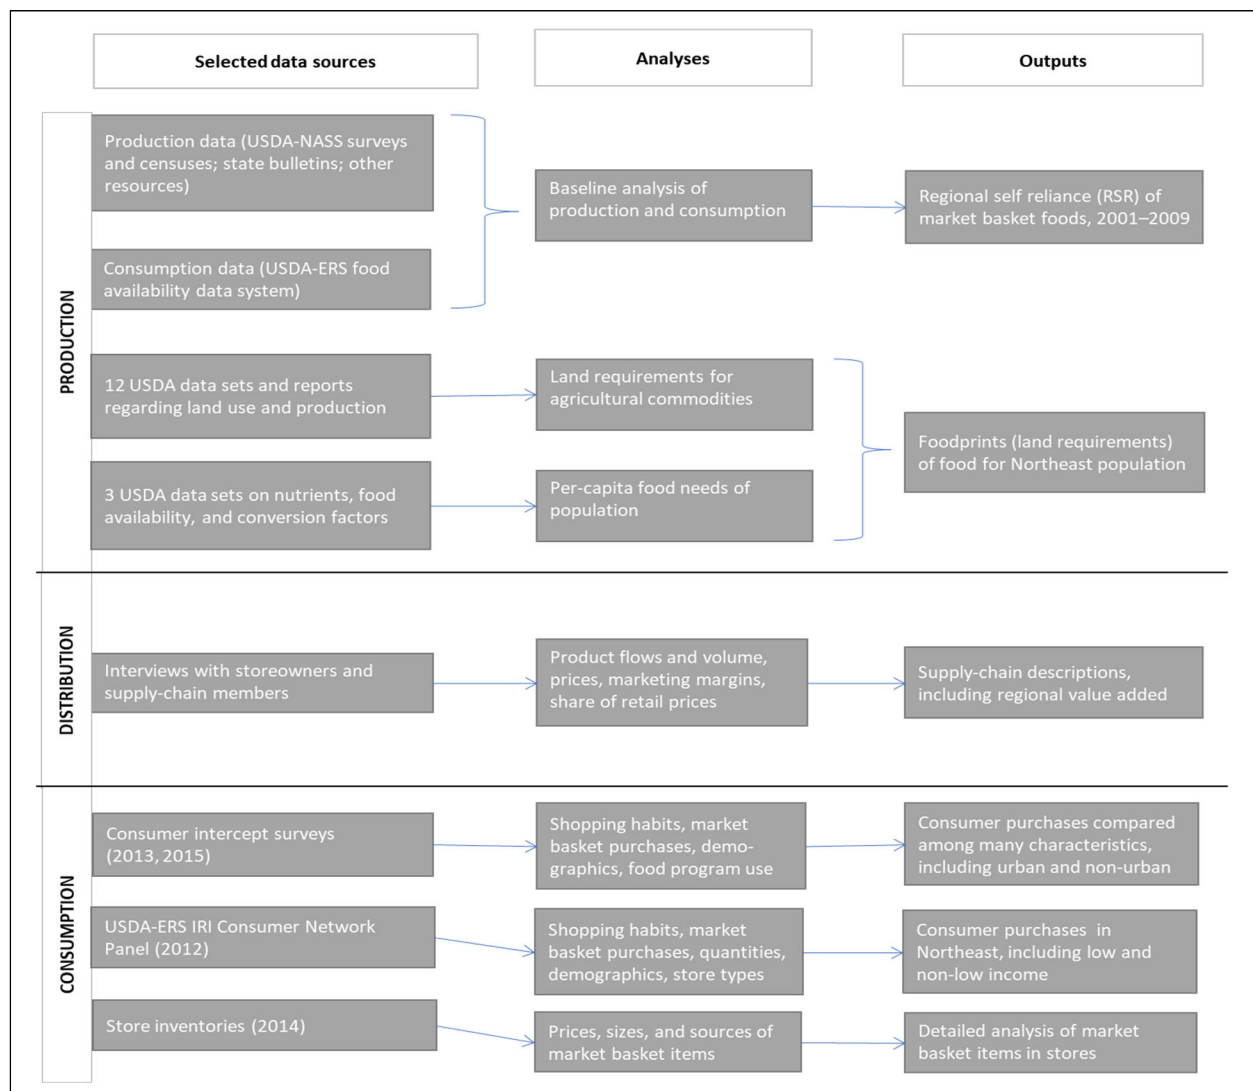 Selected data sources
Analyses
Outputs
PRODUCTION
Production data (USDA-NASS surveys
and censuses; state bulletins; other
resources)
Consumption data (USDA-ERS food
availability data system)
Baseline analysis of
production and consumption
Regional self reliance (RSR) of
market basket foods, 2001–2009
12 USDA data sets and reports
regarding land use and production
Land requirements for
agricultural commodities
3 USDA data sets on nutrients, food
availability, and conversion factors
Per-capita food needs of
population
Foodprints (land requirements)
of food for Northeast population
DISTRIBUTION
Interviews with storeowners and
supply-chain members
Product flows and volume,
prices, marketing margins,
share of retail prices
Supply-chain descriptions,
including regional value added
CONSUMPTION
Consumer intercept surveys
(2013, 2015)
Shopping habits, market
basket purchases, demo-
graphics, food program use
Consumer purchases compared
among many characteristics,
including urban and non-urban
USDA-ERS IRI Consumer Network
Panel (2012)
Shopping habits, market
basket purchases, quantities,
demographics, store types
Consumer purchases in
Northeast, including low and
non-low income
Store inventories (2014)
Prices, sizes, and sources of
market basket items
Detailed analysis of market
basket items in stores